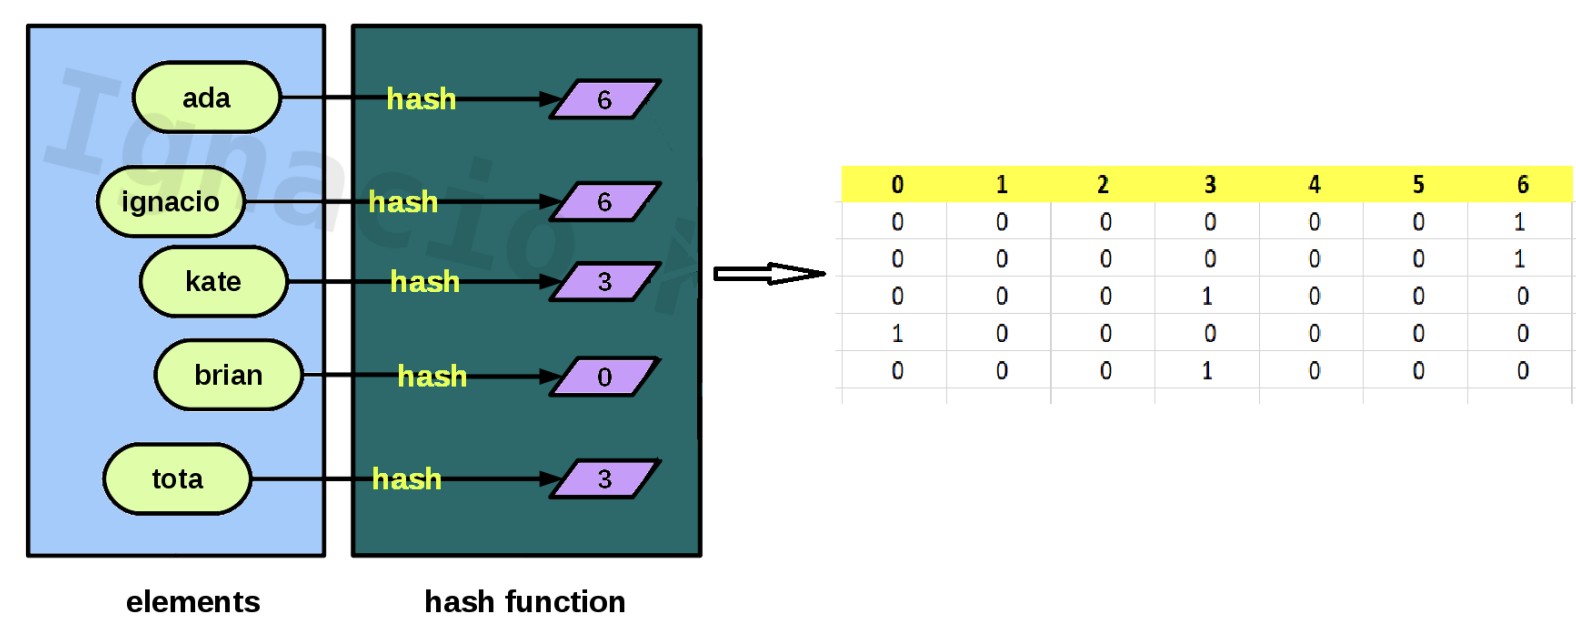 ada hash 6
ignacio hash 6
kate hash 3
brian hash 0
tota hash 3
elements hash function
0 1 2 3 4 5 6
0 0 0 0 0 0 1
0 0 0 0 0 0 1
0 0 0 1 0 0 0
1 0 0 0 0 0 0
0 0 0 1 0 0 0
Ignacio